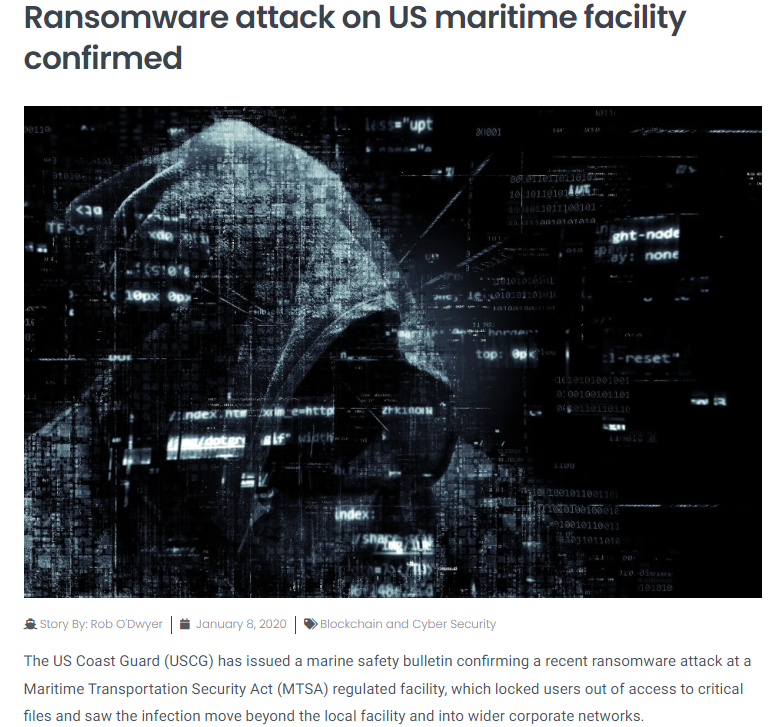 Ransomware attack on US maritime facility
confirmed
less="upt
00001
ght-node
none
10px 0px
top: 0px
-reset"
index:
Story By: Rob O'Dwyer
January 8, 2020
Blockchain and Cyber Security
The US Coast Guard (USCG) has issued a marine safety bulletin confirming a recent ransomware attack at a
Maritime Transportation Security Act (MTSA) regulated facility, which locked users out of access to critical
files and saw the infection move beyond the local facility and into wider corporate networks.